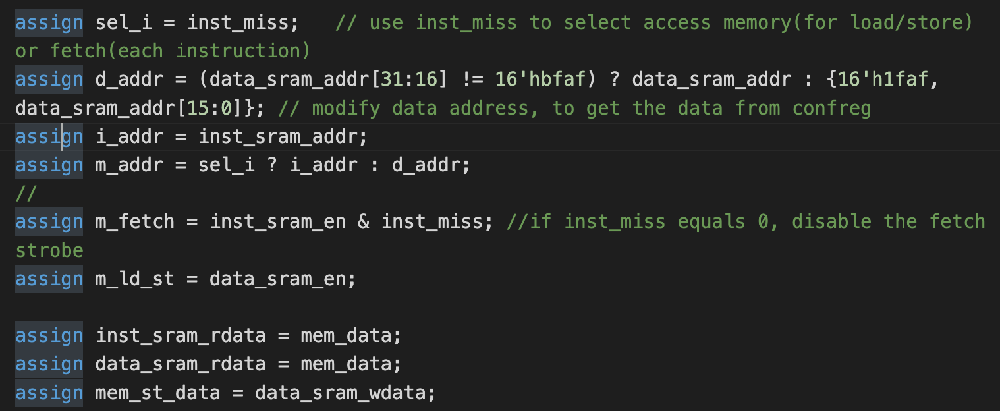 assign sel_i = inst_miss;   // use inst_miss to select access memory(for load/store)
or fetch(each instruction)
assign d_addr = (data_sram_addr[31:16] != 16'hbfaf) ? data_sram_addr : {16'h1faf,
data_sram_addr[15:0]}; // modify data address, to get the data from confreg
assign i_addr = inst_sram_addr;
assign m_addr = sel_i ? i_addr : d_addr;
//
assign m_fetch = inst_sram_en & inst_miss; //if inst_miss equals 0, disable the fetch
strobe
assign m_ld_st = data_sram_en;
assign inst_sram_rdata = mem_data;
assign data_sram_rdata = mem_data;
assign mem_st_data = data_sram_wdata;